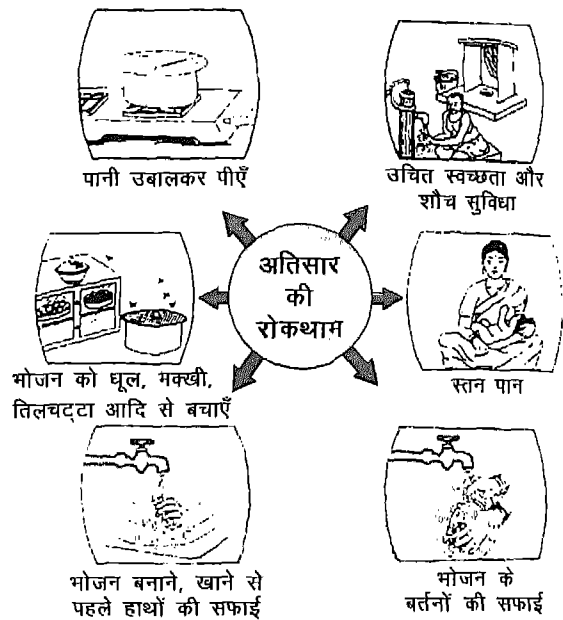 पानी उबालकर पीएँ
उचित स्वच्छता और
शौच सुविधा
अतिसार
की
रोकथाम
भोजन को धूल, मक्खी,
तिलचट्टा आदि से बचाएँ
स्तन पान
भोजन बनाने, खाने से
पहले हाथों की सफाई
भोजन के
बर्तनों की सफाई